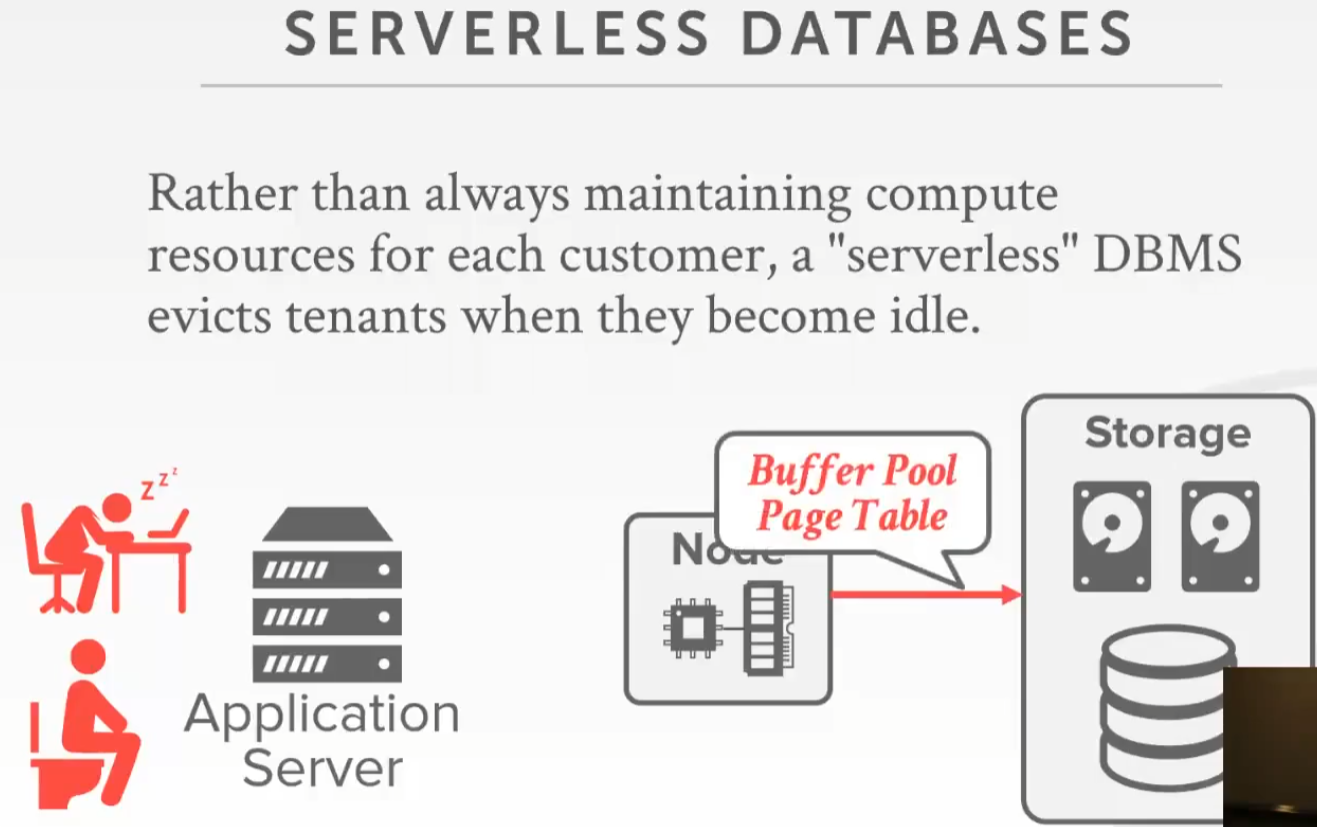 SERVERLESS DATABASES
Rather than always maintaining compute
resources for each customer, a "serverless" DBMS
evicts tenants when they become idle.
Storage
Buffer Pool
Page Table
Node
zzz
Application
Server